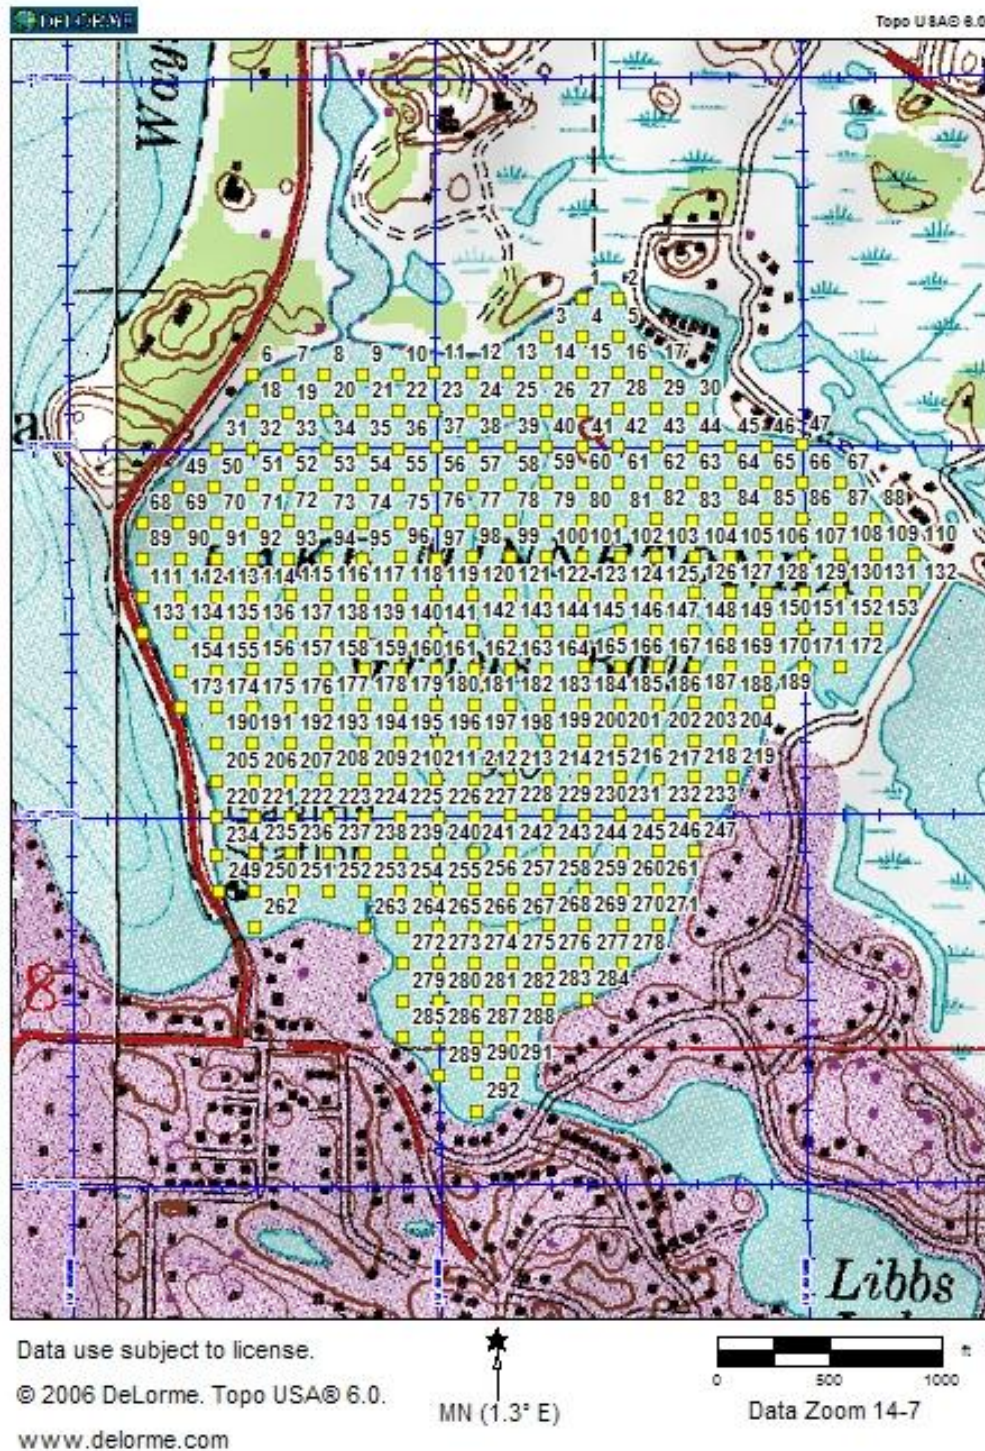 DELORME
Topo USA® 6.0
Way
1 2
3 4 5
6 7 8 9 10 11 12 13 14 15 16 17
18 19 20 21 22 23 24 25 26 27 28 29 30
31 32 33 34 35 36 37 38 39 40 41 42 43 44 45 46 47
a
49 50 51 52 53 54 55 56 57 58 59 60 61 62 63 64 65 66 67
68 69 70 71 72 73 74 75 76 77 78 79 80 81 82 83 84 85 86 87 88
89 90 91 92 93 94 95 96 97 98 99 100 101 102 103 104 105 106 107 108 109 110
111 112 113 114 115 116 117 118 119 120 121 122 123 124 125 126 127 128 129 130 131 132
133 134 135 136 137 138 139 140 141 142 143 144 145 146 147 148 149 150 151 152 153
154 155 156 157 158 159 160 161 162 163 164 165 166 167 168 169 170 171 172
173 174 175 176 177 178 179 180 181 182 183 184 185 186 187 188 189
190 191 192 193 194 195 196 197 198 199 200 201 202 203 204
205 206 207 208 209 210 211 212 213 214 215 216 217 218 219
220 221 222 223 224 225 226 227 228 229 230 231 232 233
234 235 236 237 238 239 240 241 242 243 244 245 246 247
249 250 251 252 253 254 255 256 257 258 259 260 261
262 263 264 265 266 267 268 269 270 271
272 273 274 275 276 277 278
8
279 280 281 282 283 284
285 286 287 288
289 290 291
292
Libbs
Data use subject to license.
© 2006 DeLorme. Topo USA® 6.0.
www.delorme.com
MN (1.3° E)
ft
0 500 1000
Data Zoom 14-7